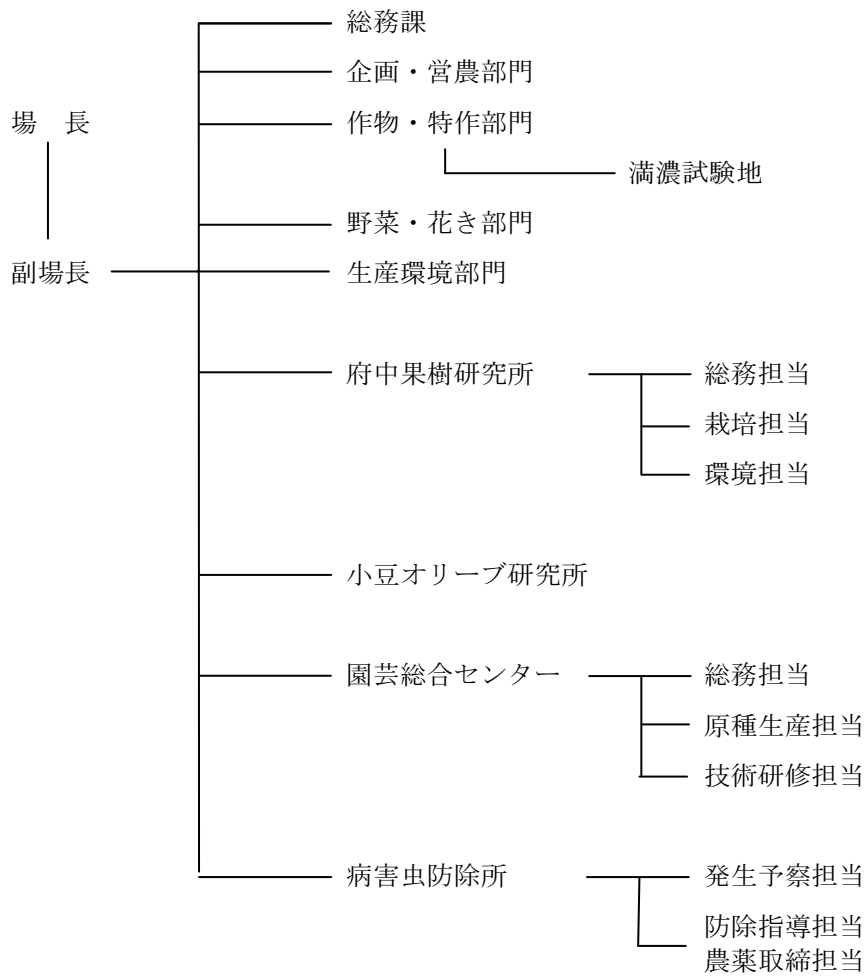 総務課
企画・営農部門
場　長
作物・特作部門
満濃試験地
野菜・花き部門
副場長
生産環境部門
府中果樹研究所
総務担当
栽培担当
環境担当
小豆オリーブ研究所
園芸総合センター
総務担当
原種生産担当
技術研修担当
病害虫防除所
発生予察担当
防除指導担当
農薬取締担当